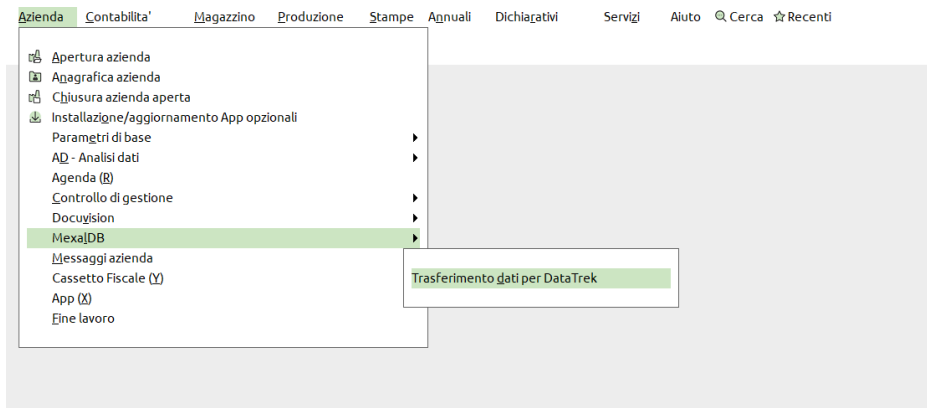 Azienda Contabilita' Magazzino Produzione Stampe Annuali Dichiarativi Servizi Aiuto Cerca Recenti
Apertura azienda
Anagrafica azienda
Chiusura azienda aperta
Installazione/aggiornamento App opzionali
Parametri di base
AD - Analisi dati
Agenda (R)
Controllo di gestione
Docuvision
MexalDB
Messaggi azienda
Trasferimento dati per DataTrek
Cassetto Fiscale (Y)
App (X)
Fine lavoro